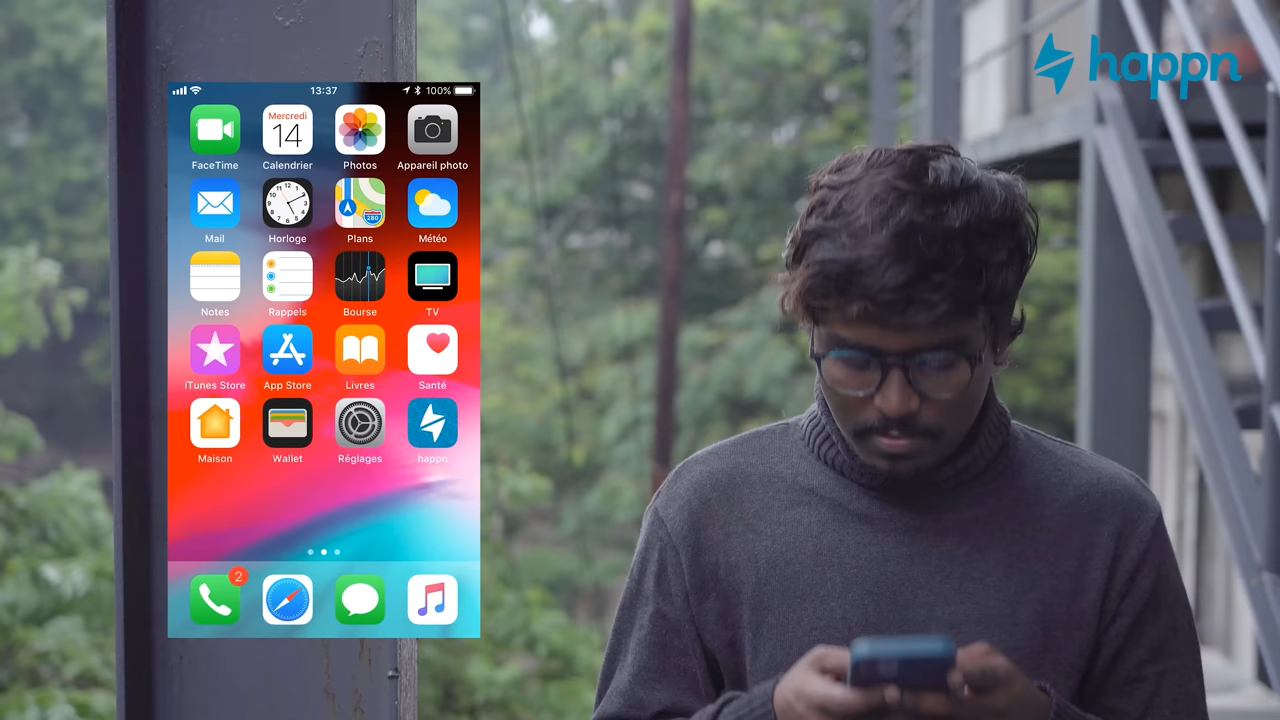 happn
13:37
100%
Mercredi
14
FaceTime
Calendrier
Photos
Appareil photo
280
Mail
Horloge
Plans
Météo
Notes
Rappels
Bourse
TV
iTunes Store
App Store
Livres
Santé
Maison
Wallet
Réglages
happn
2